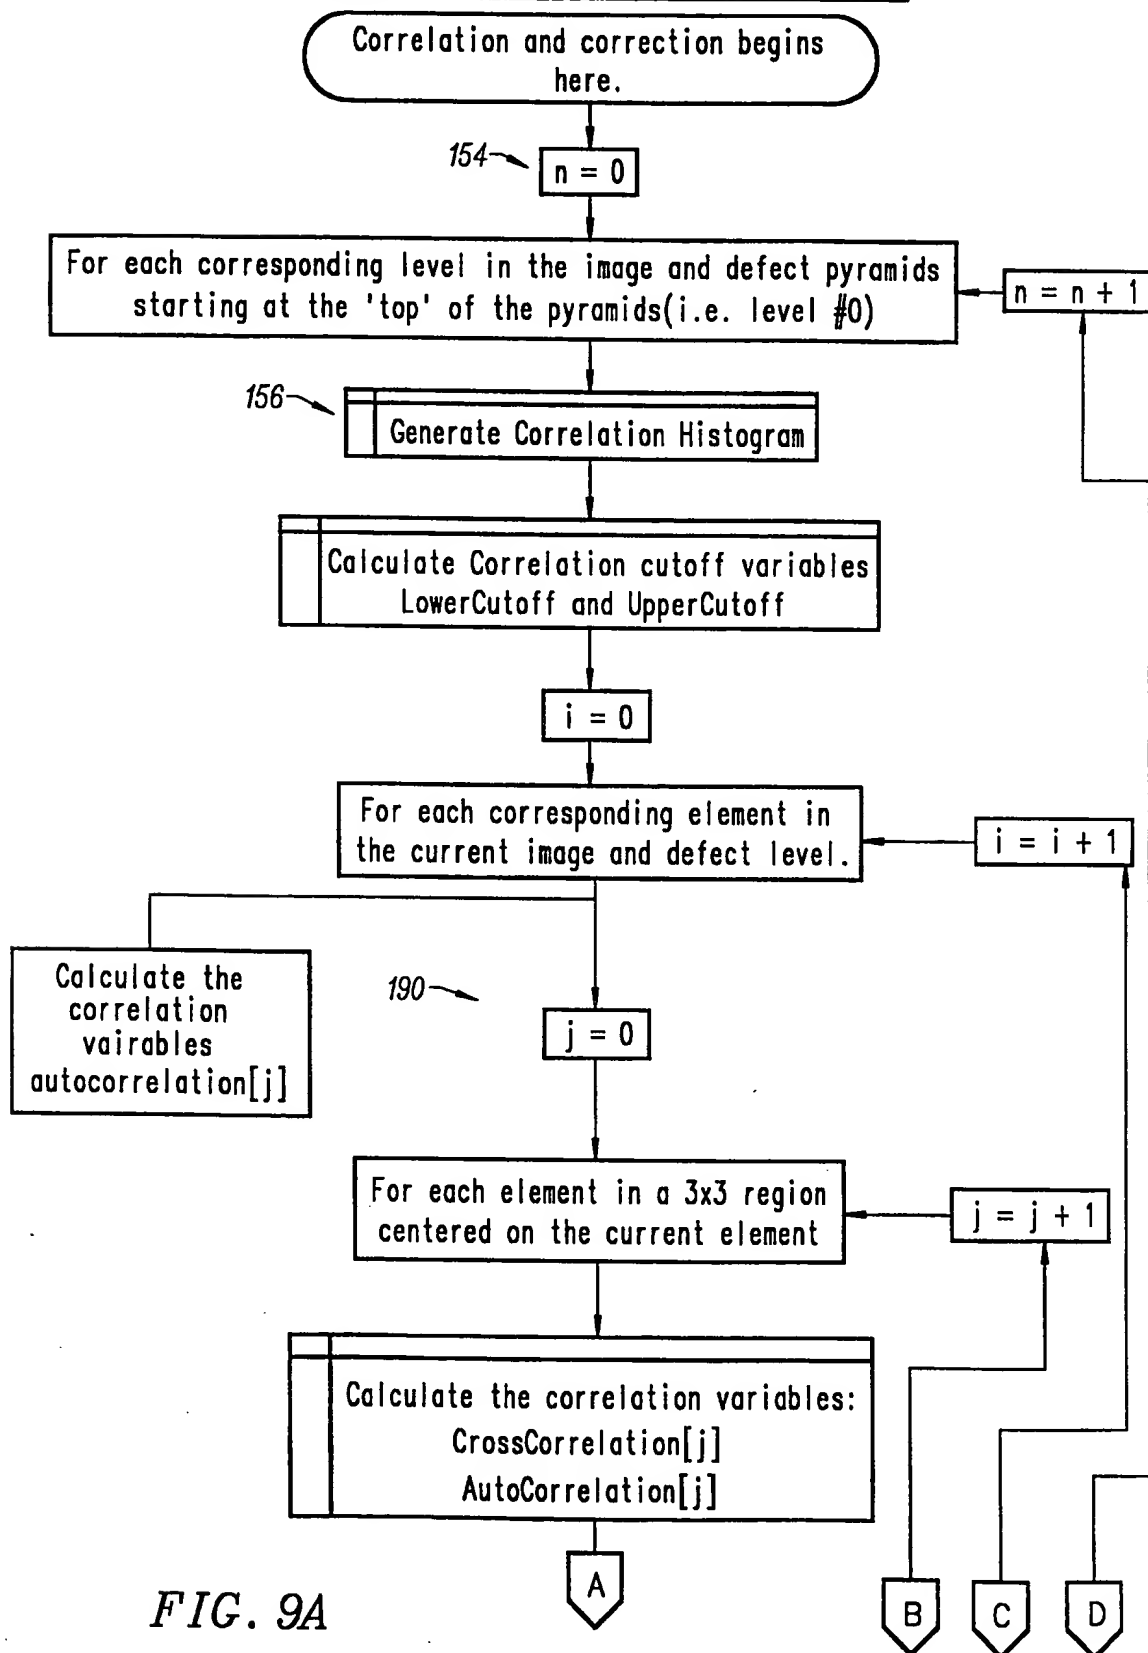 Correlation and correction begins
here.
154
n = 0
For each corresponding level in the image and defect pyramids
starting at the 'top' of the pyramids(i.e. level #0)
n = n + 1
156
Generate Correlation Histogram
Calculate Correlation cutoff variables
LowerCutoff and UpperCutoff
i = 0
For each corresponding element in
the current image and defect level.
i = i + 1
Calculate the
correlation
vairables
autocorrelation[j]
190
j = 0
For each element in a 3x3 region
centered on the current element
j = j + 1
Calculate the correlation variables:
CrossCorrelation[j]
AutoCorrelation[j]
A
B
C
D
FIG. 9A